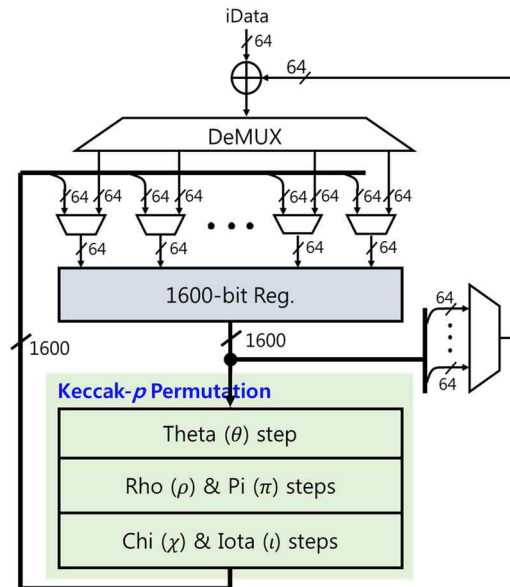 iData
64
64
DeMUX
64 64 64 64 64 64 64 64
• • •
64 64 64 64
1600-bit Reg.
1600
1600
64
64
Keccak-p Permutation
Theta (θ) step
Rho (ρ) & Pi (π) steps
Chi (χ) & Iota (ι) steps